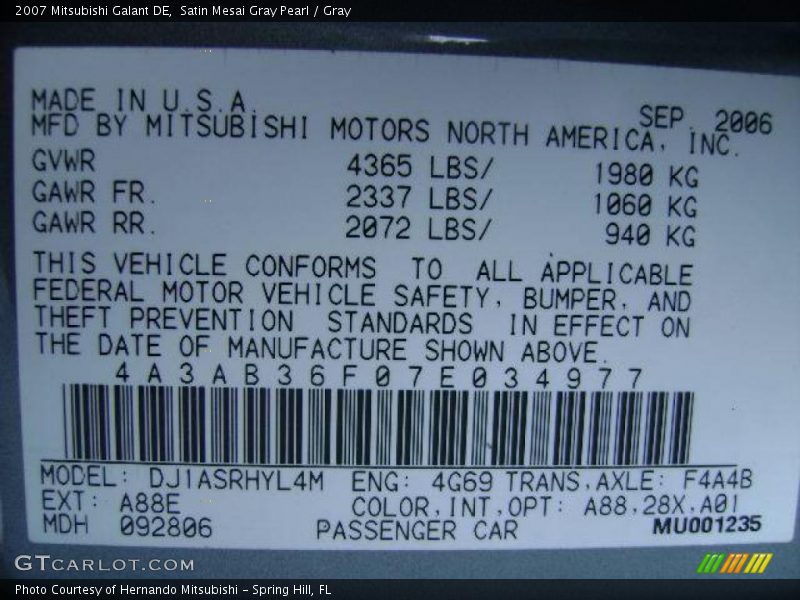 2007 Mitsubishi Galant DE,  Satin Mesai Gray Pearl / Gray
MADE IN U.S.A.
SEP. 2006
MFD BY MITSUBISHI MOTORS NORTH AMERICA, INC.
GVWR 4365 LBS/ 1980 KG
GAWR FR. 2337 LBS/ 1060 KG
GAWR RR. 2072 LBS/ 940 KG
THIS VEHICLE CONFORMS TO ALL APPLICABLE
FEDERAL MOTOR VEHICLE SAFETY, BUMPER, AND
THEFT PREVENTION STANDARDS IN EFFECT ON
THE DATE OF MANUFACTURE SHOWN ABOVE.
4A3AB36F07E034977
MODEL: DJ1ASRHYL4M ENG: 4G69 TRANS,AXLE: F4A4B
EXT: A88E COLOR,INT,OPT: A88,28X,A01
MDH 092806 PASSENGER CAR MU001235
GTCARLOT.COM
Photo Courtesy of Hernando Mitsubishi - Spring Hill, FL